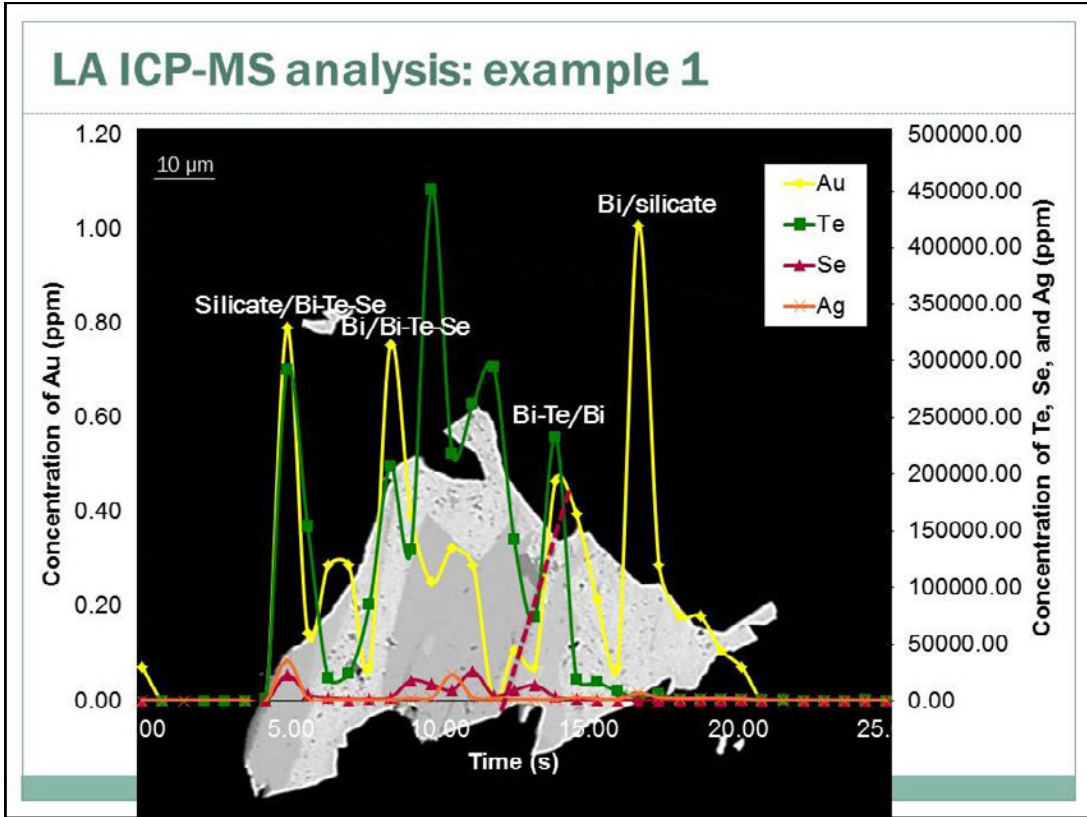 LA ICP-MS analysis: example 1
1.20
1.00
0.80
0.60
0.40
0.20
0.00
Concentration of Au (ppm)
10 µm
Silicate/Bi-Te-Se
Bi/Bi-Te-Se
Bi-Te/Bi
Bi/silicate
Au
Te
Se
Ag
500000.00
450000.00
400000.00
350000.00
300000.00
250000.00
200000.00
150000.00
100000.00
50000.00
0.00
Concentration of Te, Se, and Ag (ppm)
.00 5.00 10.00 15.00 20.00 25.
Time (s)